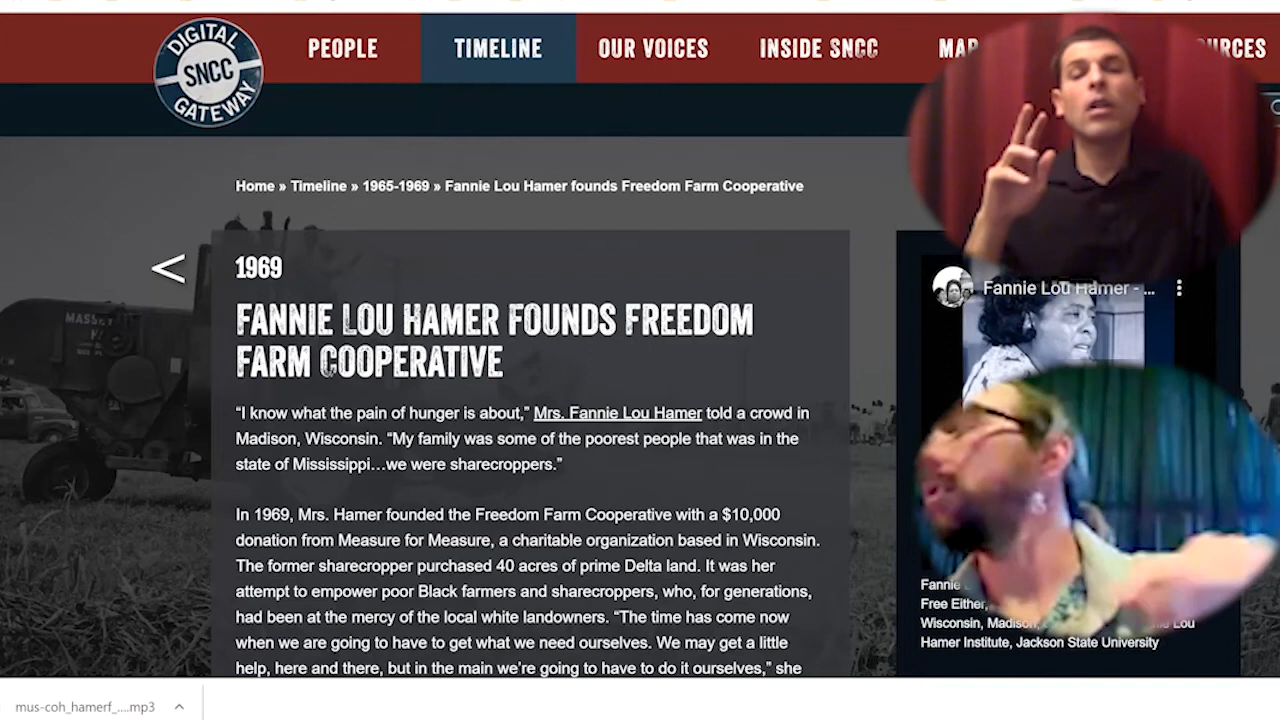 DIGITAL
SNCC
GATEWAY
PEOPLE
TIMELINE
OUR VOICES
INSIDE SNCC
Home » Timeline » 1965-1969 » Fannie Lou Hamer founds Freedom Farm Cooperative
<
1969
FANNIE LOU HAMER FOUNDS FREEDOM
FARM COOPERATIVE
“I know what the pain of hunger is about,” Mrs. Fannie Lou Hamer told a crowd in
Madison, Wisconsin. “My family was some of the poorest people that was in the
state of Mississippi…we were sharecroppers.”
In 1969, Mrs. Hamer founded the Freedom Farm Cooperative with a $10,000
donation from Measure for Measure, a charitable organization based in Wisconsin.
The former sharecropper purchased 40 acres of prime Delta land. It was her
attempt to empower poor Black farmers and sharecroppers, who, for generations,
had been at the mercy of the local white landowners. “The time has come now
when we are going to have to get what we need ourselves. We may get a little
help, here and there, but in the main we’re going to have to do it ourselves,” she
Fannie Lou Hamer - ...
Fannie
Free Either,
Wisconsin, Madison, Lou
Hamer Institute, Jackson State University
mus-coh_hamerf_....mp3